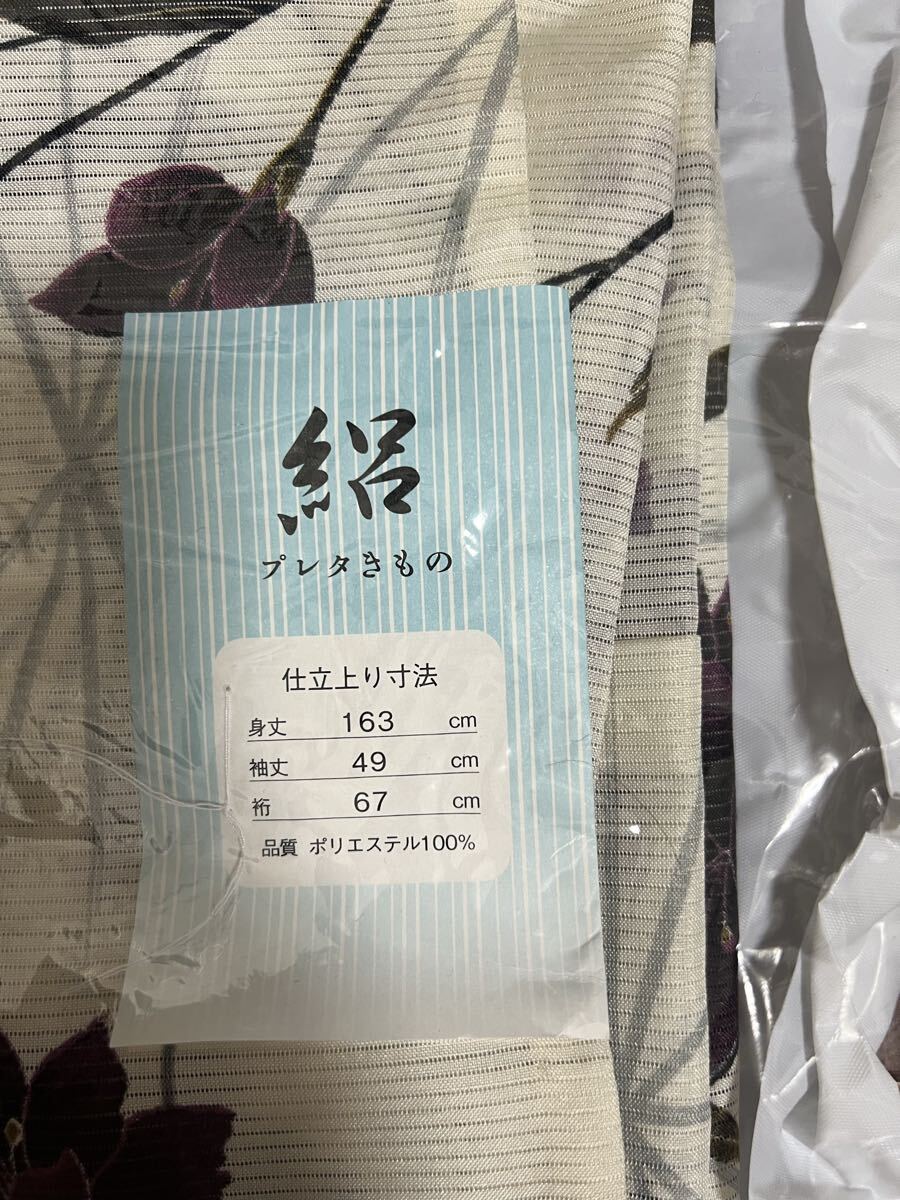 絽
プレタきもの
仕立上り寸法
身丈 163 cm
袖丈 49 cm
裄 67 cm
品質 ポリエステル100%